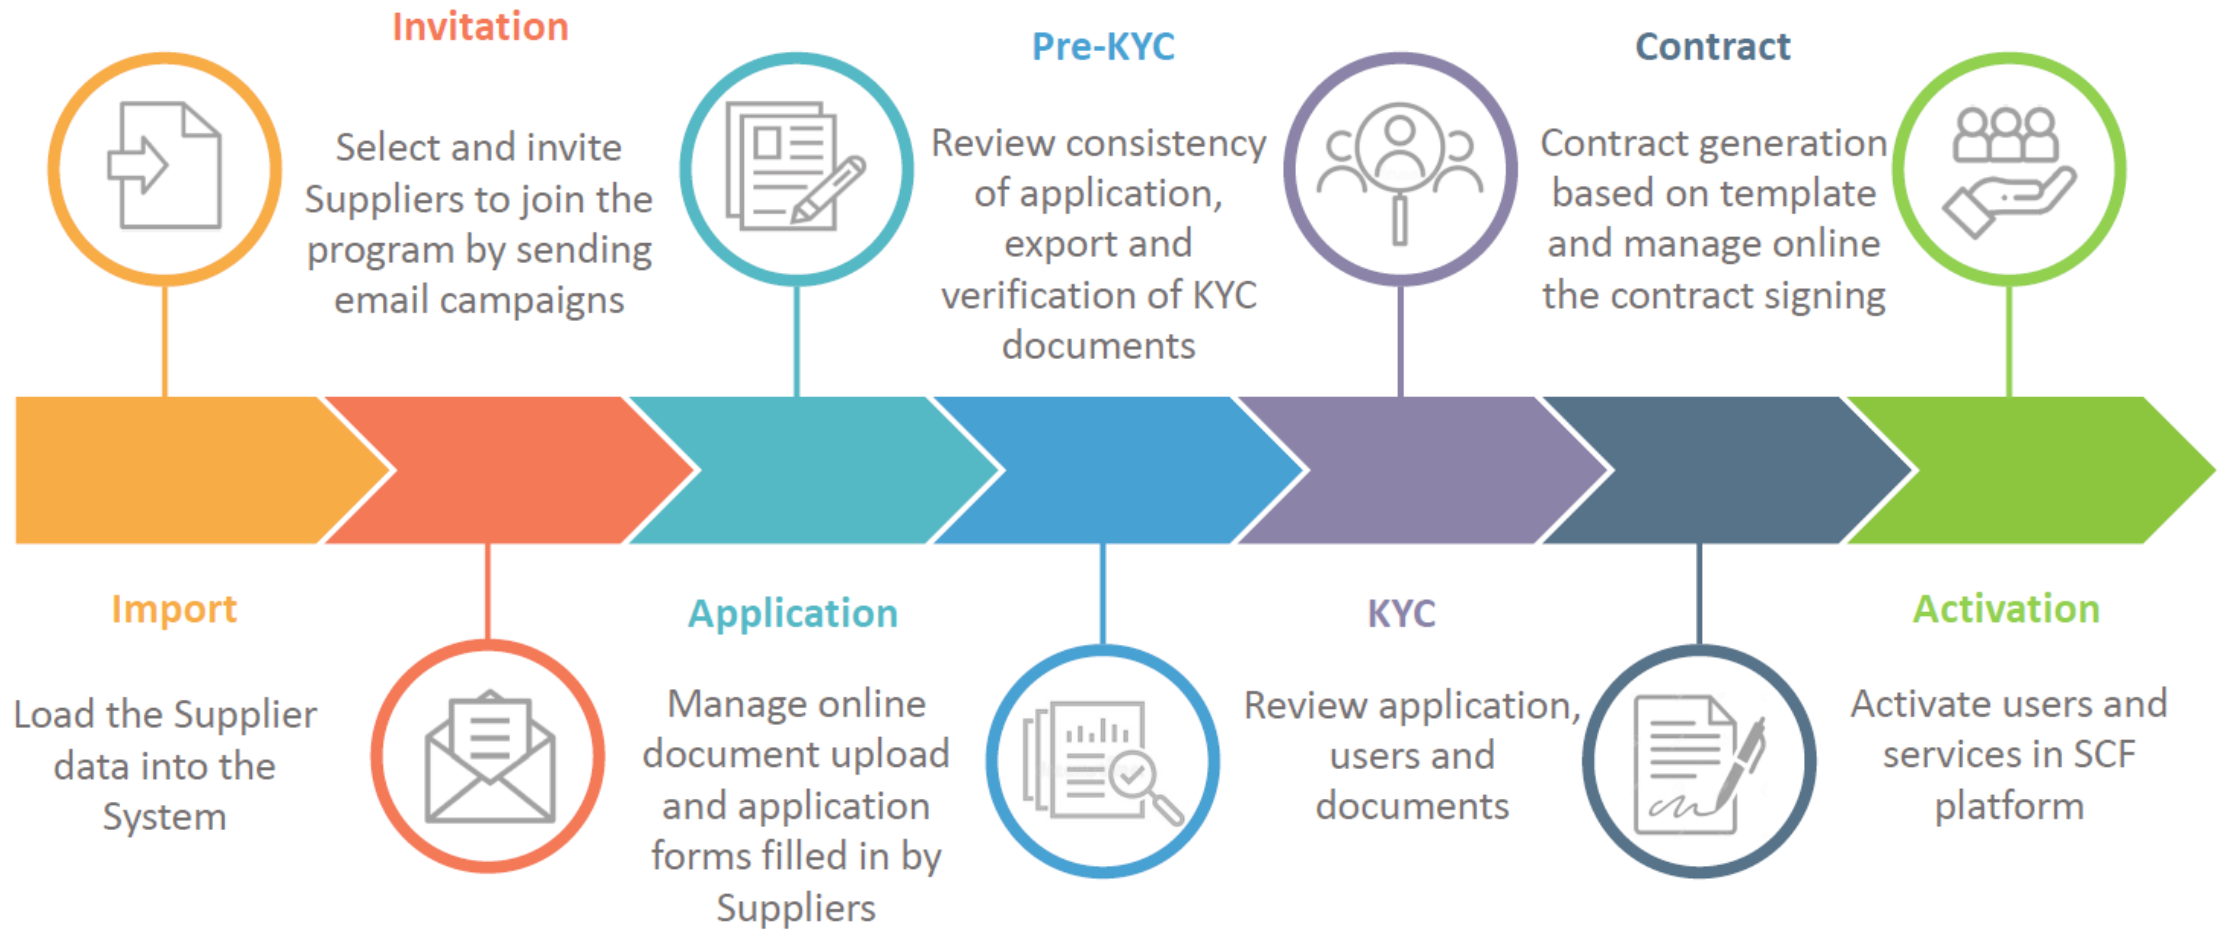 Import
Load the Supplier
data into the
System
Invitation
Select and invite
Suppliers to join the
program by sending
email campaigns
Application
Manage online
document upload
and application
forms filled in by
Suppliers
Pre-KYC
Review consistency
of application,
export and
verification of KYC
documents
KYC
Review application,
users and
documents
Contract
Contract generation
based on template
and manage online
the contract signing
Activation
Activate users and
services in SCF
platform